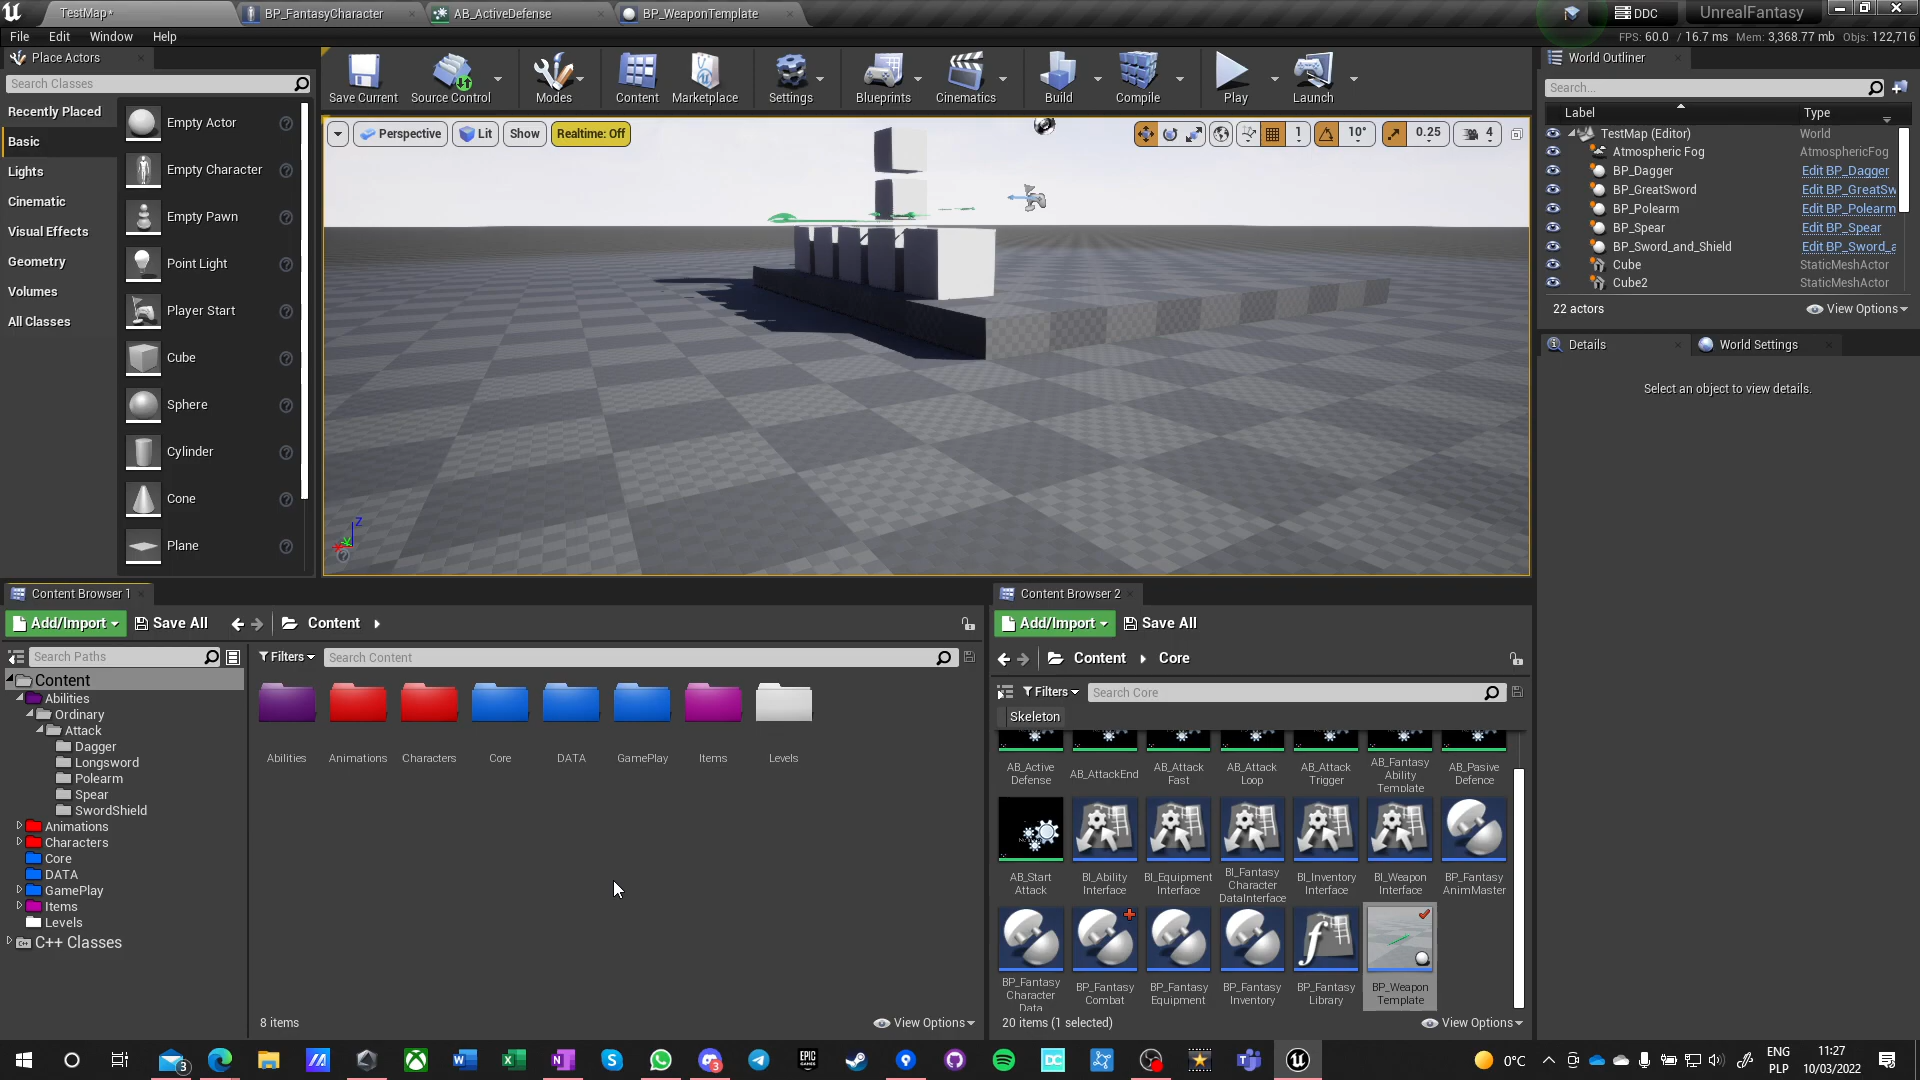 TestMap*
BP_FantasyCharacter
AB_ActiveDefense
BP_WeaponTemplate
DDC
UnrealFantasy
File Edit Window Help
FPS: 60.0 / 16.7 ms Mem: 3,368.77 mb Objs: 122,716
Place Actors
Search Classes
Recently Placed
Basic
Lights
Cinematic
Visual Effects
Geometry
Volumes
All Classes
Empty Actor
Empty Character
Empty Pawn
Point Light
Player Start
Cube
Sphere
Cylinder
Cone
Plane
Save Current
Source Control
Modes
Content
Marketplace
Settings
Blueprints
Cinematics
Build
Compile
Play
Launch
Perspective
Lit
Show
Realtime: Off
1
10°
0.25
4
Z
World Outliner
Search...
Label Type
TestMap (Editor) World
Atmospheric Fog AtmosphericFog
BP_Dagger Edit BP_Dagger
BP_GreatSword Edit BP_GreatSw
BP_Polearm Edit BP_Polearm
BP_Spear Edit BP_Spear
BP_Sword_and_Shield Edit BP_Sword_a
Cube StaticMeshActor
Cube2 StaticMeshActor
22 actors
View Options
Details
World Settings
Select an object to view details.
Content Browser 1
Add/Import
Save All
Content
Search Paths
Filters
Search Content
Content
Abilities
Ordinary
Attack
Dagger
Longsword
Polearm
Spear
SwordShield
Animations
Characters
Core
DATA
GamePlay
Items
Levels
C++ Classes
Abilities Animations Characters Core DATA GamePlay Items Levels
8 items
View Options
Content Browser 2
Add/Import
Save All
Content Core
Filters
Search Core
Skeleton
AB_Active
Defense
AB_AttackEnd
AB_Attack
Fast
AB_Attack
Loop
AB_Attack
Trigger
AB_Fantasy
Ability
Template
AB_Pasive
Defence
AB_Start
Attack
BI_Ability
Interface
BI_Equipment
Interface
BI_Fantasy
Character
DataInterface
BI_Inventory
Interface
BI_Weapon
Interface
BP_Fantasy
AnimMaster
BP_Fantasy
Character
Data
BP_Fantasy
Combat
BP_Fantasy
Equipment
BP_Fantasy
Inventory
BP_Fantasy
Library
BP_Weapon
Template
20 items (1 selected)
View Options
0°C
ENG
PLP
11:27
10/03/2022